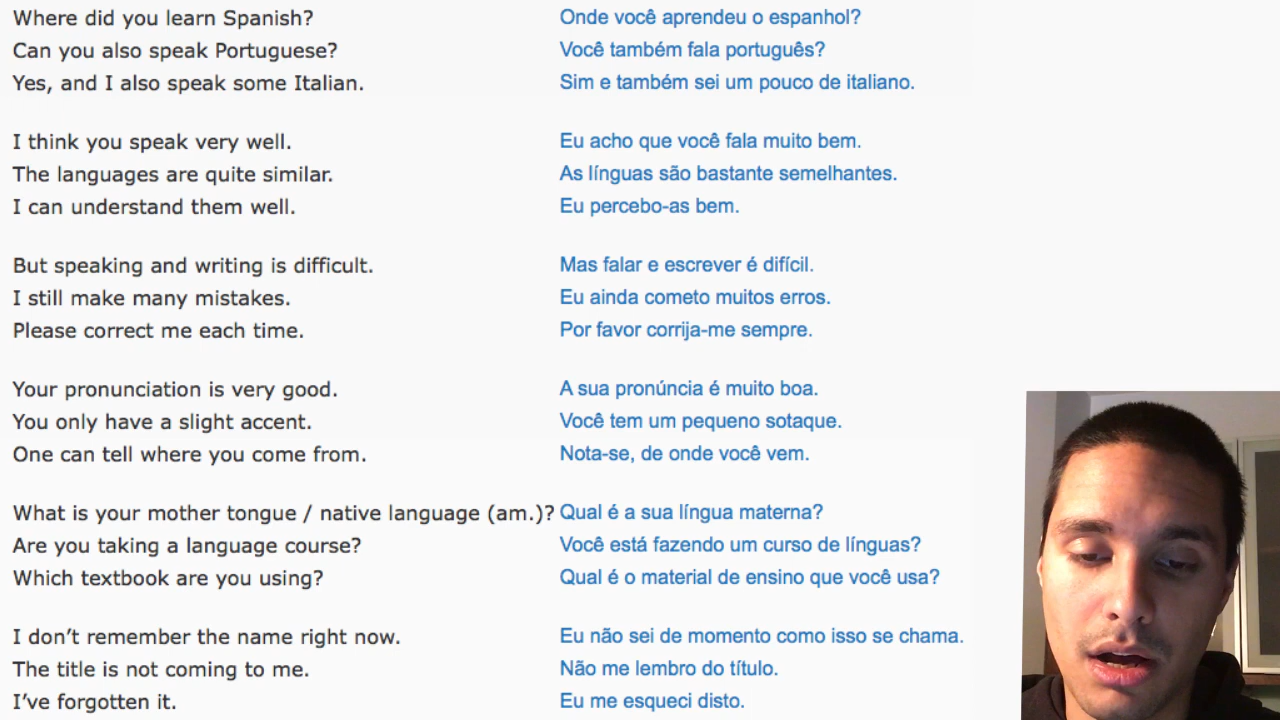 Where did you learn Spanish? Onde você aprendeu o espanhol?
Can you also speak Portuguese? Você também fala português?
Yes, and I also speak some Italian. Sim e também sei um pouco de italiano.
I think you speak very well. Eu acho que você fala muito bem.
The languages are quite similar. As línguas são bastante semelhantes.
I can understand them well. Eu percebo-as bem.
But speaking and writing is difficult. Mas falar e escrever é difícil.
I still make many mistakes. Eu ainda cometo muitos erros.
Please correct me each time. Por favor corrija-me sempre.
Your pronunciation is very good. A sua pronúncia é muito boa.
You only have a slight accent. Você tem um pequeno sotaque.
One can tell where you come from. Nota-se, de onde você vem.
What is your mother tongue / native language (am.)? Qual é a sua língua materna?
Are you taking a language course? Você está fazendo um curso de línguas?
Which textbook are you using? Qual é o material de ensino que você usa?
I don’t remember the name right now. Eu não sei de momento como isso se chama.
The title is not coming to me. Não me lembro do título.
I’ve forgotten it. Eu me esqueci disto.